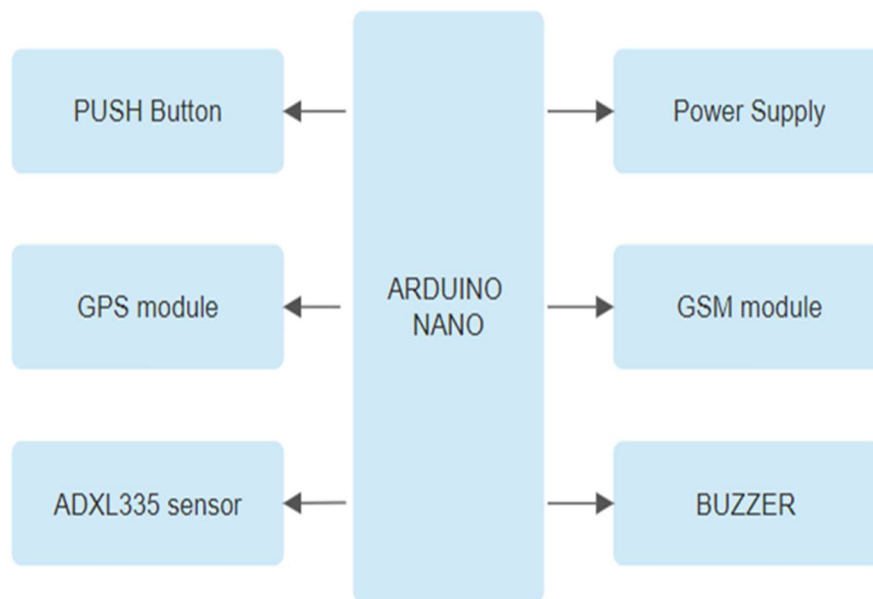 PUSH Button
Power Supply
GPS module
ARDUINO
NANO
GSM module
ADXL335 sensor
BUZZER